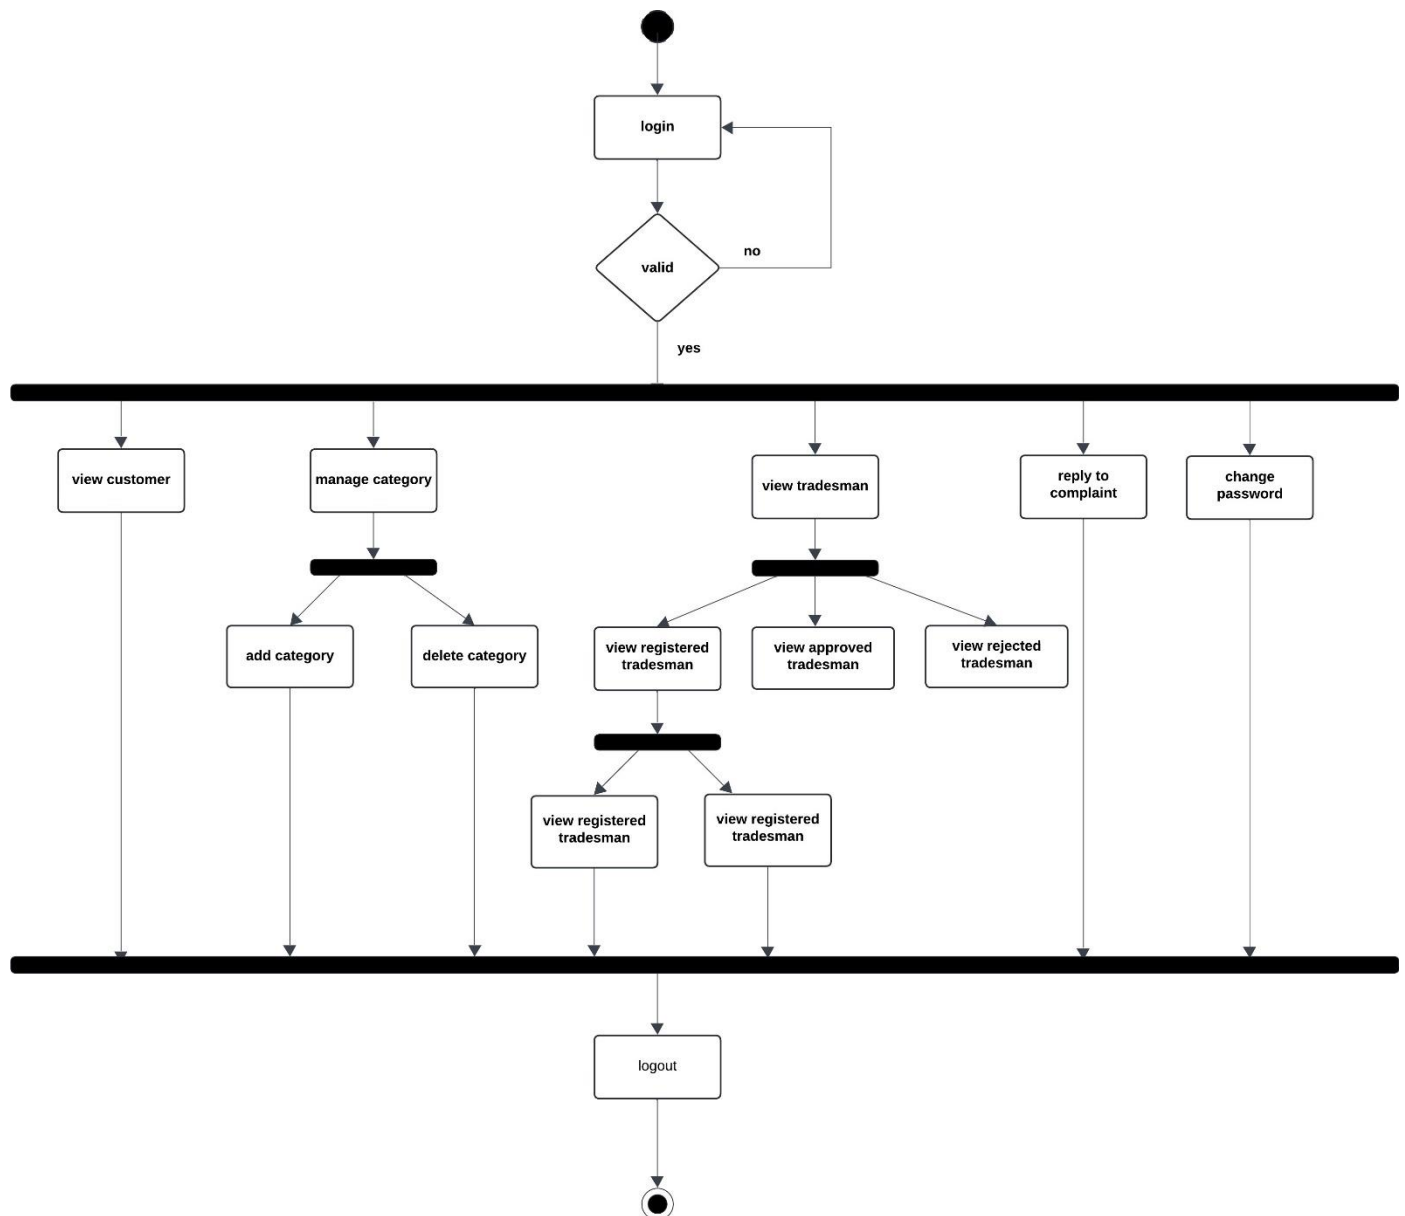 login
valid
no
yes
view customer
manage category
view tradesman
reply to
complaint
change
password
add category
delete category
view registered
tradesman
view approved
tradesman
view rejected
tradesman
view registered
tradesman
view registered
tradesman
logout